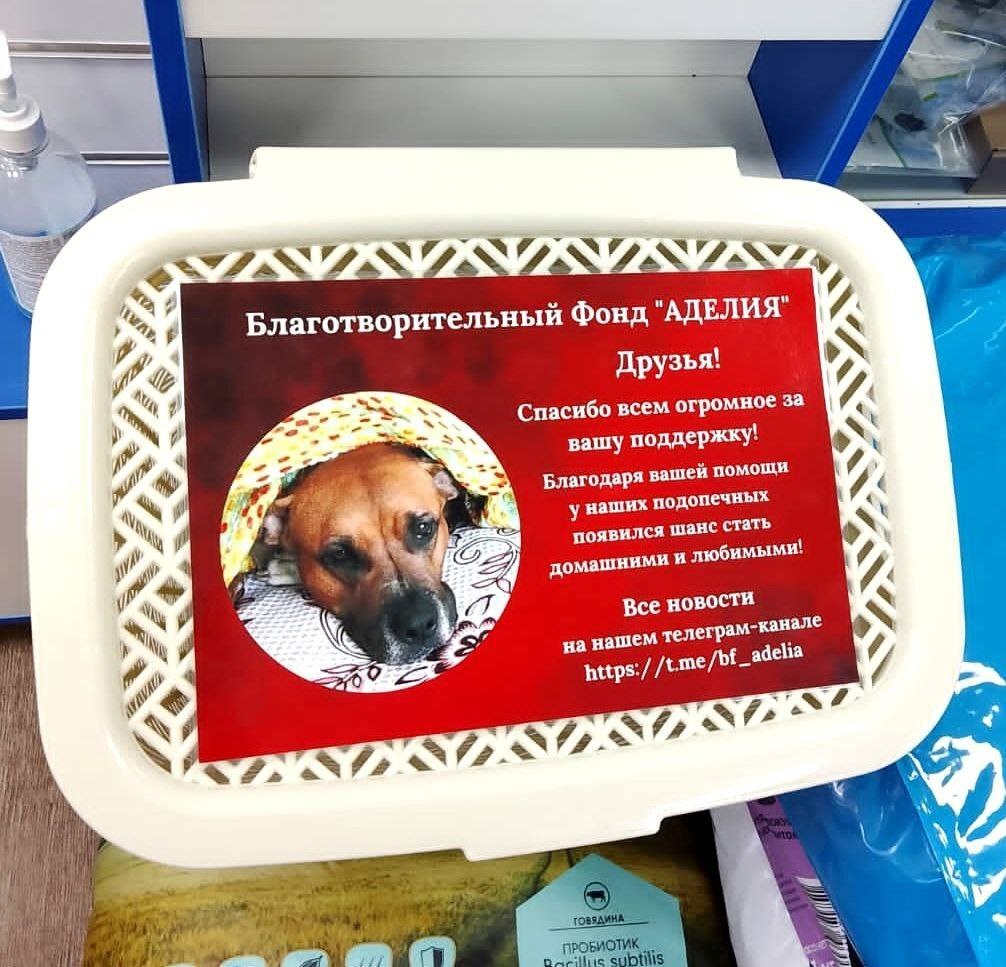 Благотворительный Фонд "АДЕЛИЯ"
Друзья!
Спасибо всем огромное за
вашу поддержку!
Благодаря вашей помощи
у наших подопечных
появился шанс стать
домашними и любимыми!
Все новости
на нашем телеграм-канале
https://t.me/bf_adelia
ГОВЯДИНА
ПРОБИОТИК
Bacillus subtilis